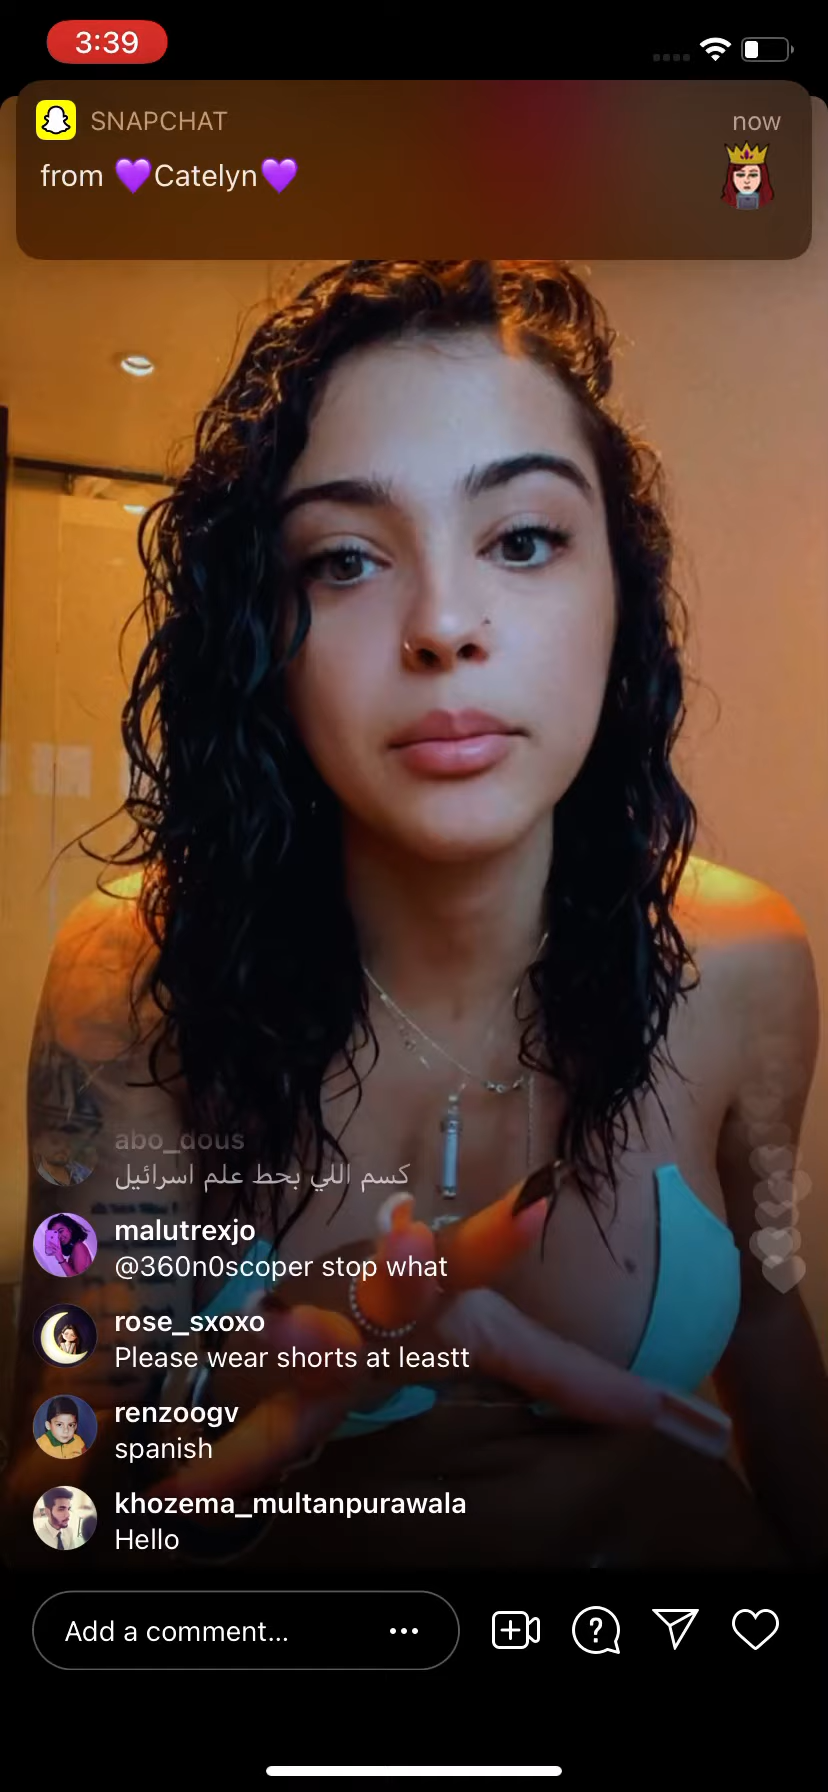 3:39
SNAPCHAT
now
from 💜Catelyn💜
abo_dous
كسم اللي بحط علم اسرائيل
malutrexjo
@360n0scoper stop what
rose_sxoxo
Please wear shorts at leastt
renzoogv
spanish
khozema_multanpurawala
Hello
Add a comment...